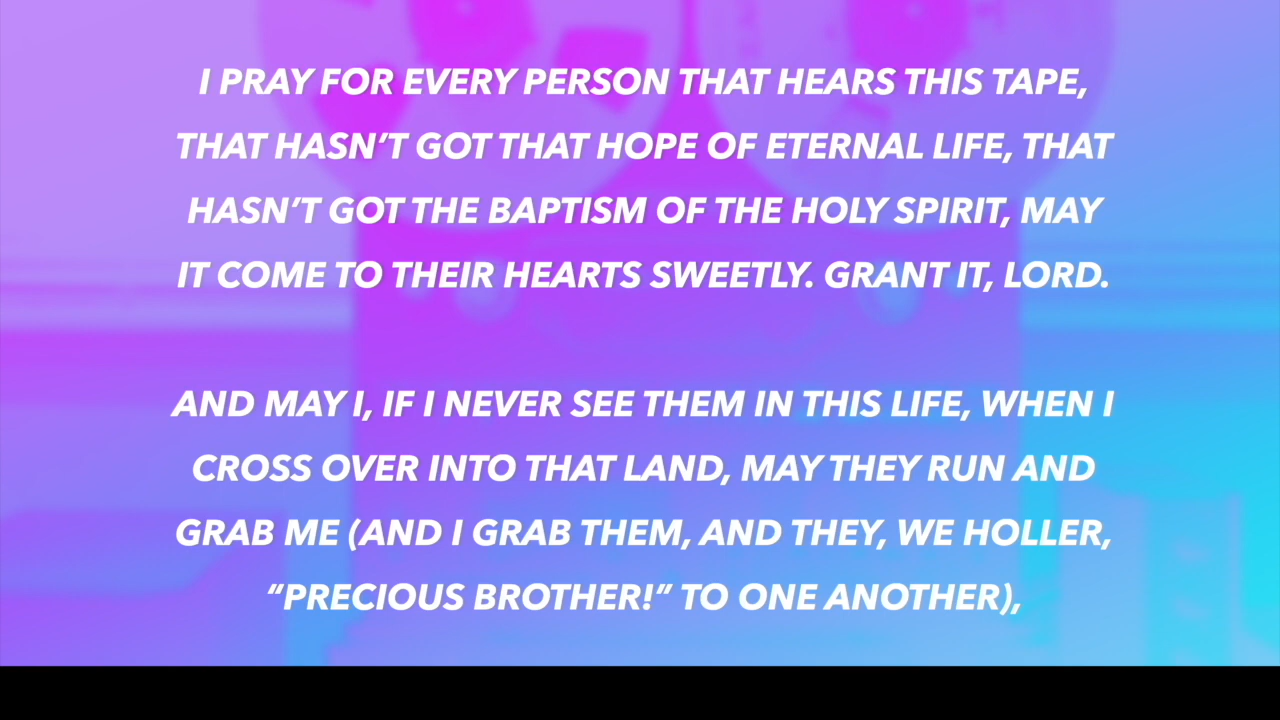 I PRAY FOR EVERY PERSON THAT HEARS THIS TAPE,
THAT HASN’T GOT THAT HOPE OF ETERNAL LIFE, THAT
HASN’T GOT THE BAPTISM OF THE HOLY SPIRIT, MAY
IT COME TO THEIR HEARTS SWEETLY. GRANT IT, LORD.
AND MAY I, IF I NEVER SEE THEM IN THIS LIFE, WHEN I
CROSS OVER INTO THAT LAND, MAY THEY RUN AND
GRAB ME (AND I GRAB THEM, AND THEY, WE HOLLER,
“PRECIOUS BROTHER!” TO ONE ANOTHER),